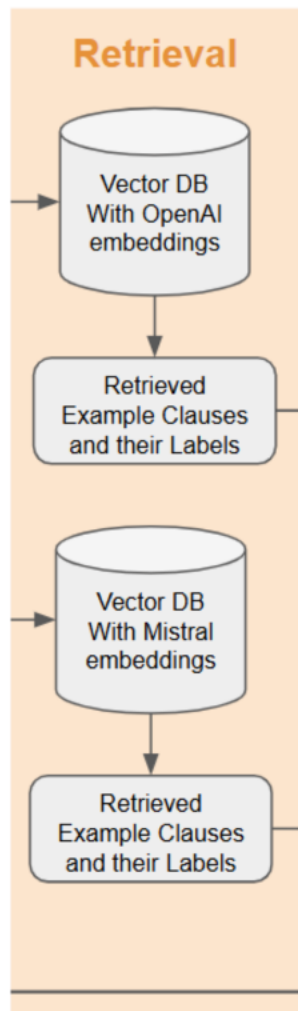 Retrieval
Vector DB
With OpenAI
embeddings
Retrieved
Example Clauses
and their Labels
Vector DB
With Mistral
embeddings
Retrieved
Example Clauses
and their Labels